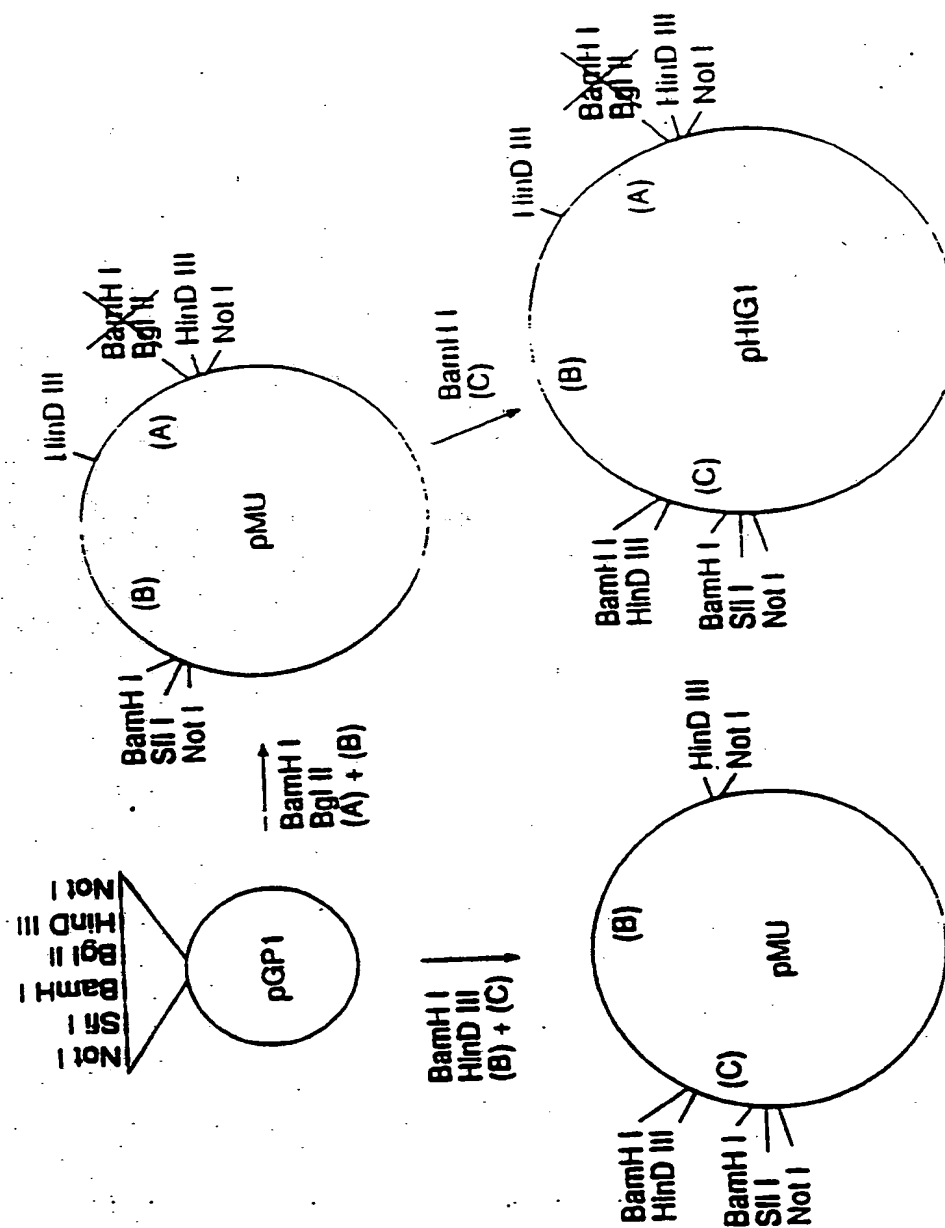 Not I
Sfi I
BamH I
Bgl II
HinD III
Not I
pGP1
BamH I
Bgl II
(A) + (B)
BamH I
Sfi I
Not I
(B)
HinD III
(A)
BamH I
Bgl II
HinD III
Not I
pMU
BamH I
HinD III
(B) + (C)
BamH I
(C)
BamH I
HinD III
(C)
BamH I
Sfi I
Not I
(B)
HinD III
Not I
pMU
BamH I
HinD III
(C)
BamH I
Sfi I
Not I
(B)
HinD III
(A)
BamH I
Bgl II
HinD III
Not I
pHIG1